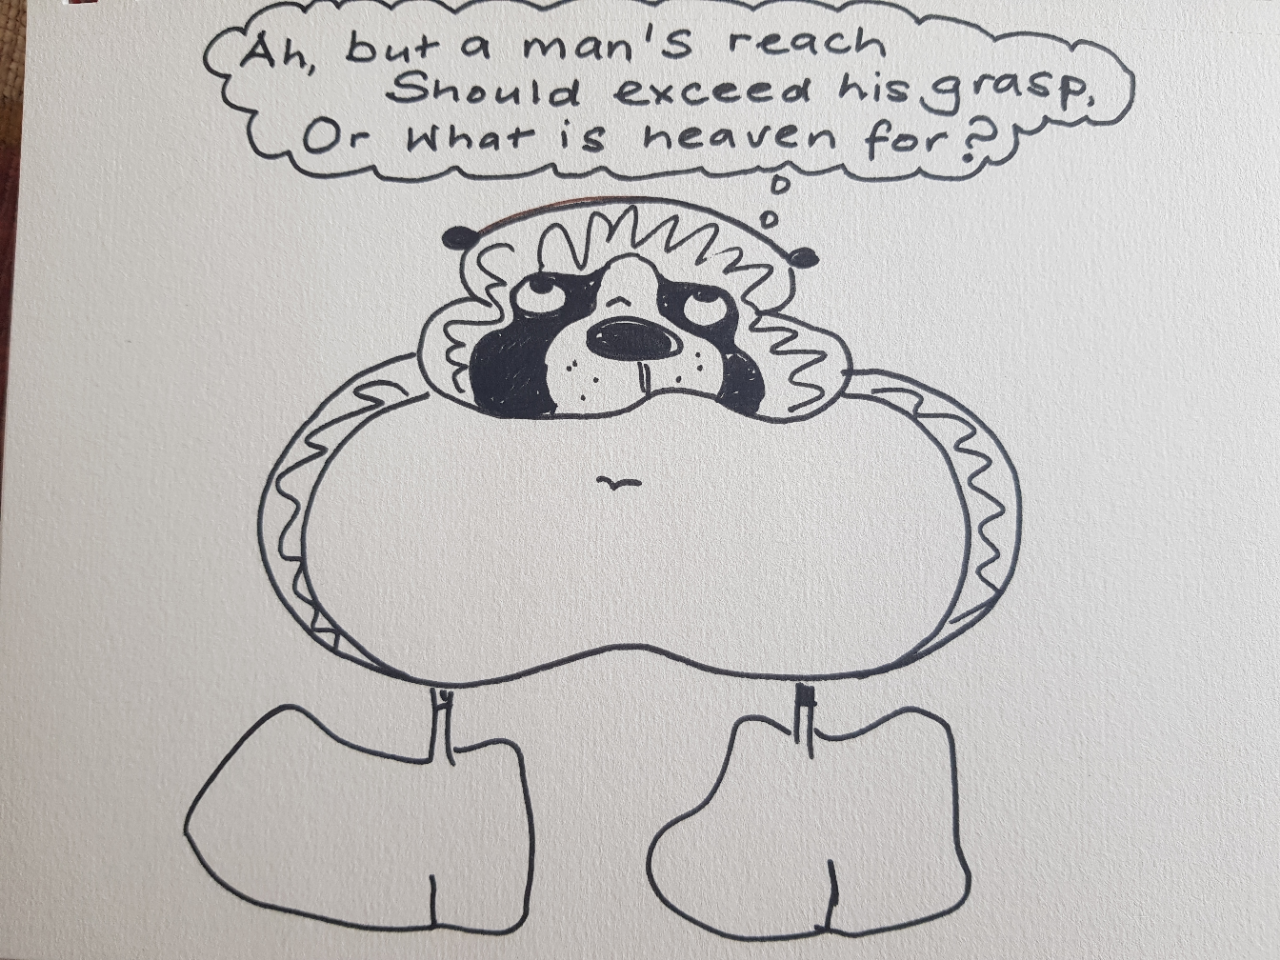 Ah, but a man's reach
Should exceed his grasp,
Or what is heaven for?